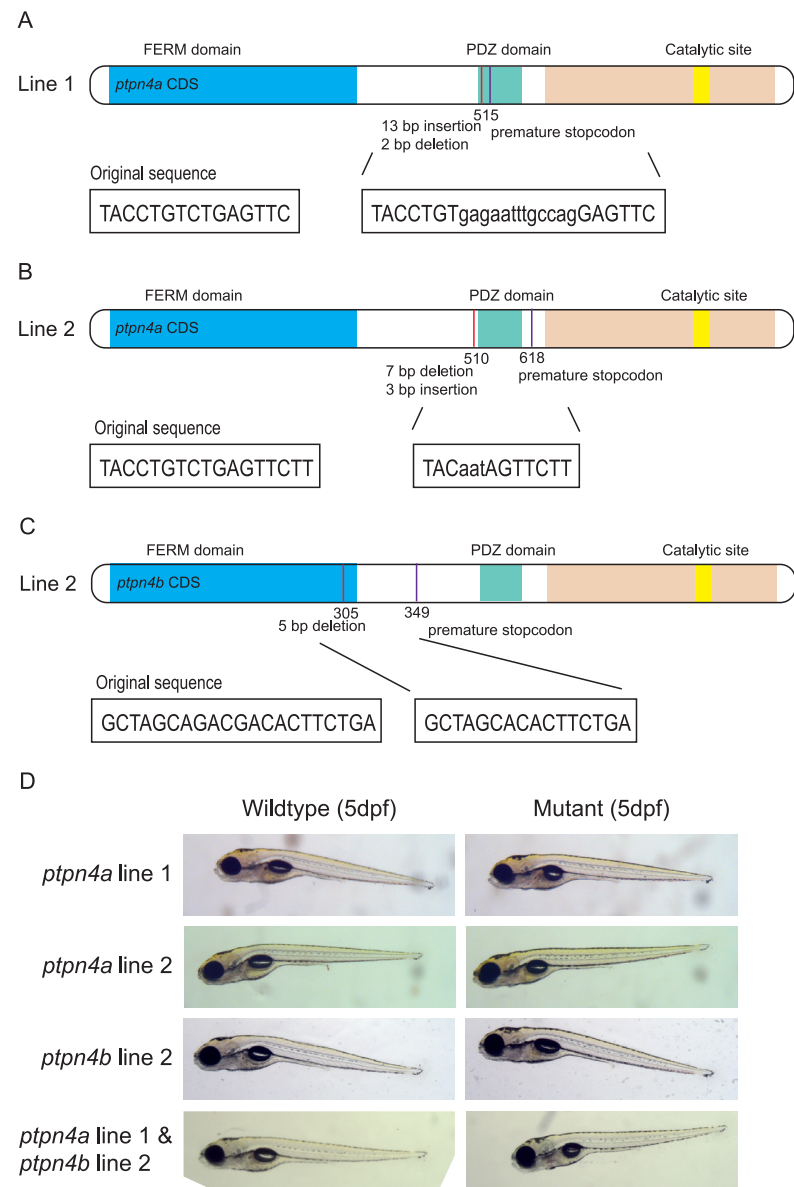 A
FERM domain PDZ domain Catalytic site
Line 1 ptpn4a CDS
515
13 bp insertion premature stopcodon
2 bp deletion
Original sequence
TACCTGTCTGAGTTC TACCTGTgagaatttgccagGAGTTC
B
FERM domain PDZ domain Catalytic site
Line 2 ptpn4a CDS
510 618
7 bp deletion premature stopcodon
3 bp insertion
Original sequence
TACCTGTCTGAGTTCTT TACaatAGTTCTT
C
FERM domain PDZ domain Catalytic site
Line 2 ptpn4b CDS
305 349
5 bp deletion premature stopcodon
Original sequence
GCTAGCAGACGACACTTCTGA GCTAGCACACTTCTGA
D
Wildtype (5dpf) Mutant (5dpf)
ptpn4a line 1
ptpn4a line 2
ptpn4b line 2
ptpn4a line 1 &
ptpn4b line 2